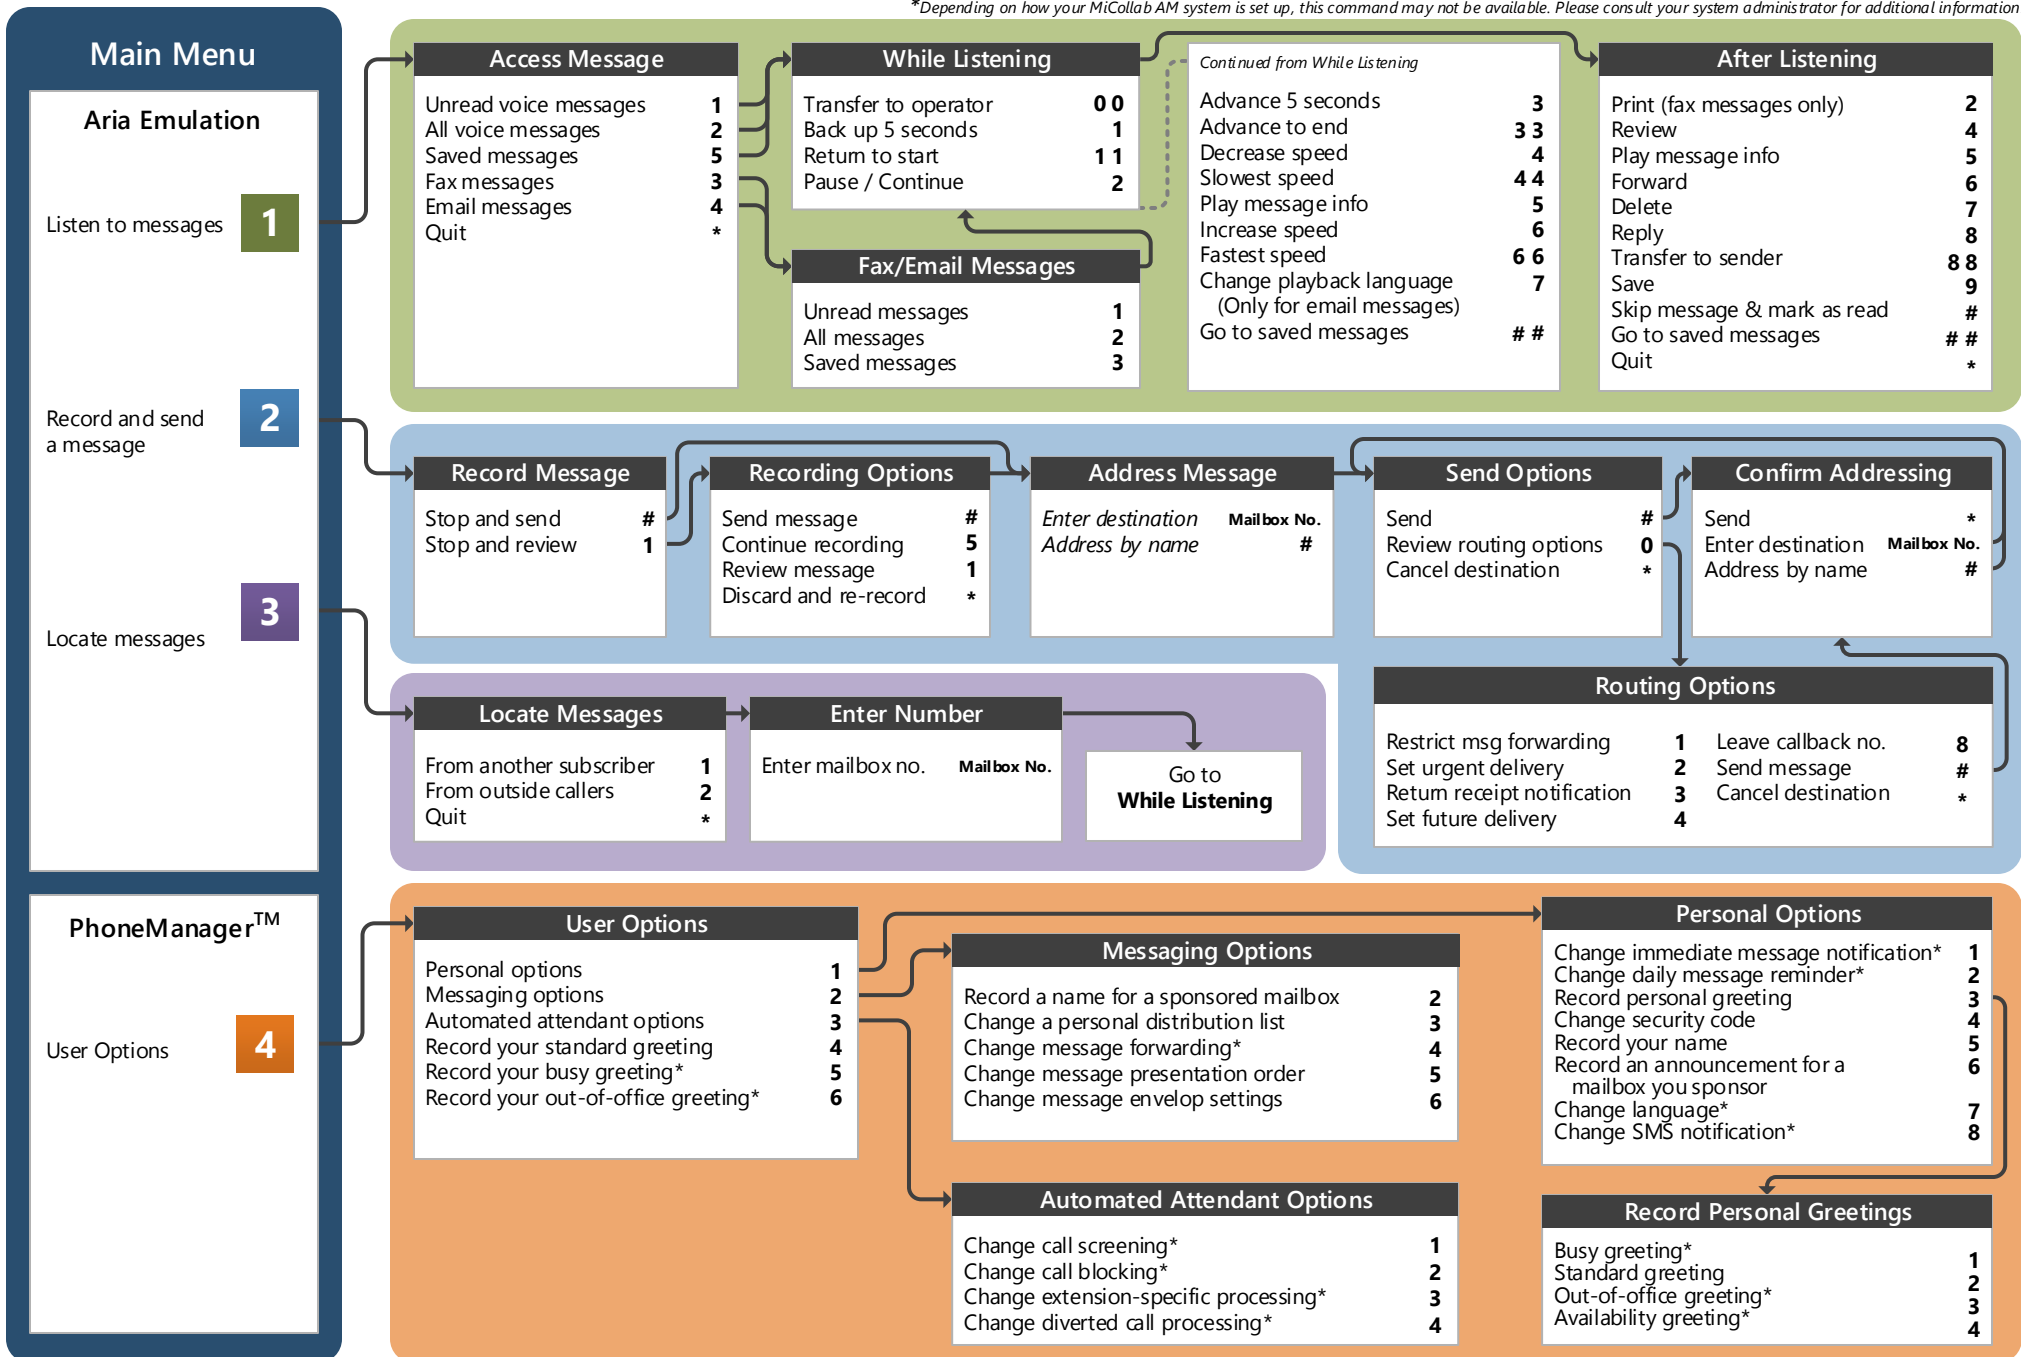 *Depending on how your MiCollab AM system is set up, this command may not be available. Please consult your system administrator for additional information
Main Menu
Aria Emulation
Listen to messages 1
Record and send 2
a message
Locate messages 3
PhoneManager™
User Options 4
Access Message
Unread voice messages 1
All voice messages 2
Saved messages 5
Fax messages 3
Email messages 4
Quit *
While Listening
Transfer to operator 0 0
Back up 5 seconds 1
Return to start 1 1
Pause / Continue 2
Fax/Email Messages
Unread messages 1
All messages 2
Saved messages 3
Continued from While Listening
Advance 5 seconds 3
Advance to end 3 3
Decrease speed 4
Slowest speed 4 4
Play message info 5
Increase speed 6
Fastest speed 6 6
Change playback language 7
(Only for email messages)
Go to saved messages # #
After Listening
Print (fax messages only) 2
Review 4
Play message info 5
Forward 6
Delete 7
Reply 8
Transfer to sender 8 8
Save 9
Skip message & mark as read #
Go to saved messages # #
Quit *
Record Message
Stop and send #
Stop and review 1
Recording Options
Send message #
Continue recording 5
Review message 1
Discard and re-record *
Address Message
Enter destination Mailbox No.
Address by name #
Send Options
Send #
Review routing options 0
Cancel destination *
Confirm Addressing
Send *
Enter destination Mailbox No.
Address by name #
Routing Options
Restrict msg forwarding 1
Set urgent delivery 2
Return receipt notification 3
Set future delivery 4
Leave callback no. 8
Send message #
Cancel destination *
Locate Messages
From another subscriber 1
From outside callers 2
Quit *
Enter Number
Enter mailbox no. Mailbox No.
Go to
While Listening
User Options
Personal options 1
Messaging options 2
Automated attendant options 3
Record your standard greeting 4
Record your busy greeting* 5
Record your out-of-office greeting* 6
Messaging Options
Record a name for a sponsored mailbox 2
Change a personal distribution list 3
Change message forwarding* 4
Change message presentation order 5
Change message envelop settings 6
Automated Attendant Options
Change call screening* 1
Change call blocking* 2
Change extension-specific processing* 3
Change diverted call processing* 4
Personal Options
Change immediate message notification* 1
Change daily message reminder* 2
Record personal greeting 3
Change security code 4
Record your name 5
Record an announcement for a 6
mailbox you sponsor
Change language* 7
Change SMS notification* 8
Record Personal Greetings
Busy greeting* 1
Standard greeting 2
Out-of-office greeting* 3
Availability greeting* 4